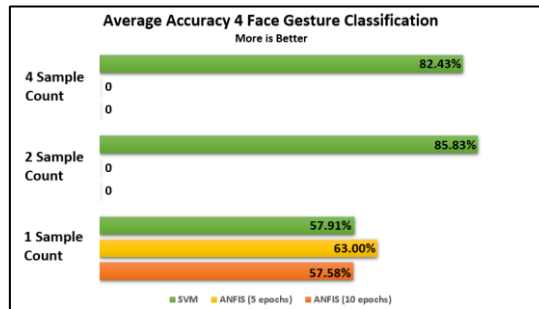 Average Accuracy 4 Face Gesture Classification
More is Better
4 Sample
Count
82.43%
0
0
2 Sample
Count
85.83%
0
0
1 Sample
Count
57.91%
63.00%
57.58%
SVM ANFIS (5 epochs) ANFIS (10 epochs)